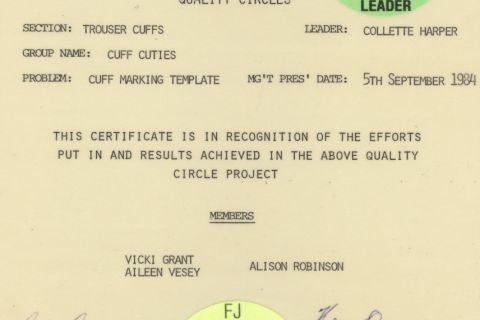 QUALITY CIRCLES
LEADER
SECTION: TROUSER CUFFS LEADER: COLLETTE HARPER
GROUP NAME: CUFF CUTIES
PROBLEM: CUFF MARKING TEMPLATE MG'T PRES' DATE: 5TH SEPTEMBER 1984
THIS CERTIFICATE IS IN RECOGNITION OF THE EFFORTS
PUT IN AND RESULTS ACHIEVED IN THE ABOVE QUALITY
CIRCLE PROJECT
MEMBERS
VICKI GRANT
AILEEN VESEY ALISON ROBINSON
FJ